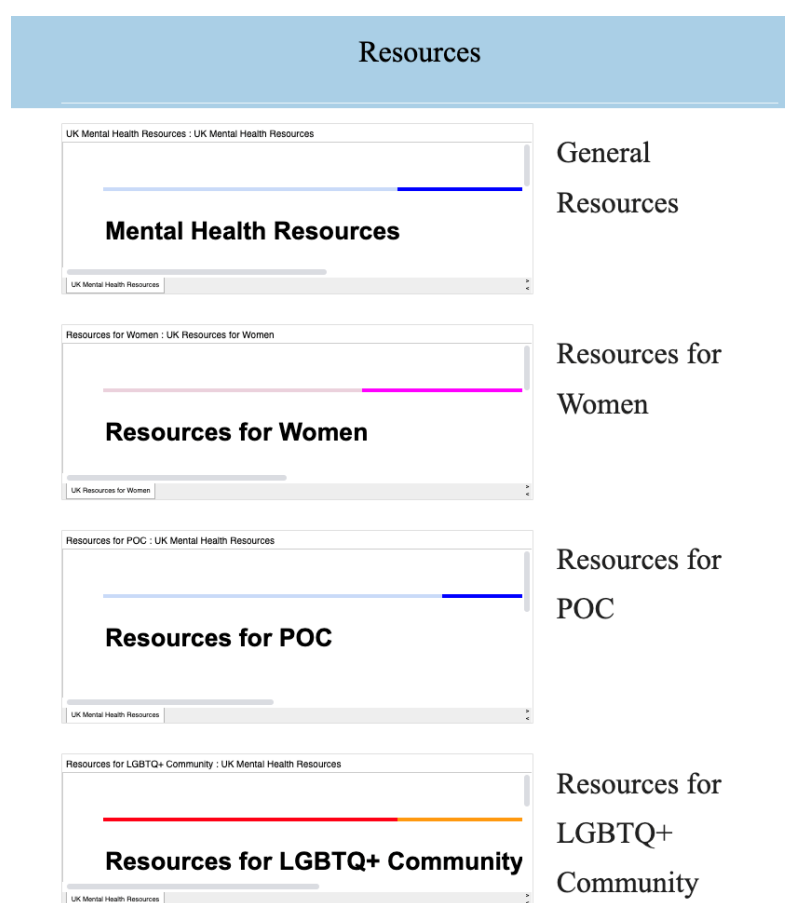 Resources
UK Mental Health Resources : UK Mental Health Resources
Mental Health Resources
UK Mental Health Resources
General
Resources
Resources for Women : UK Resources for Women
Resources for Women
UK Resources for Women
Resources for
Women
Resources for POC : UK Mental Health Resources
Resources for POC
UK Mental Health Resources
Resources for
POC
Resources for LGBTQ+ Community : UK Mental Health Resources
Resources for LGBTQ+ Community
UK Mental Health Resources
Resources for
LGBTQ+
Community